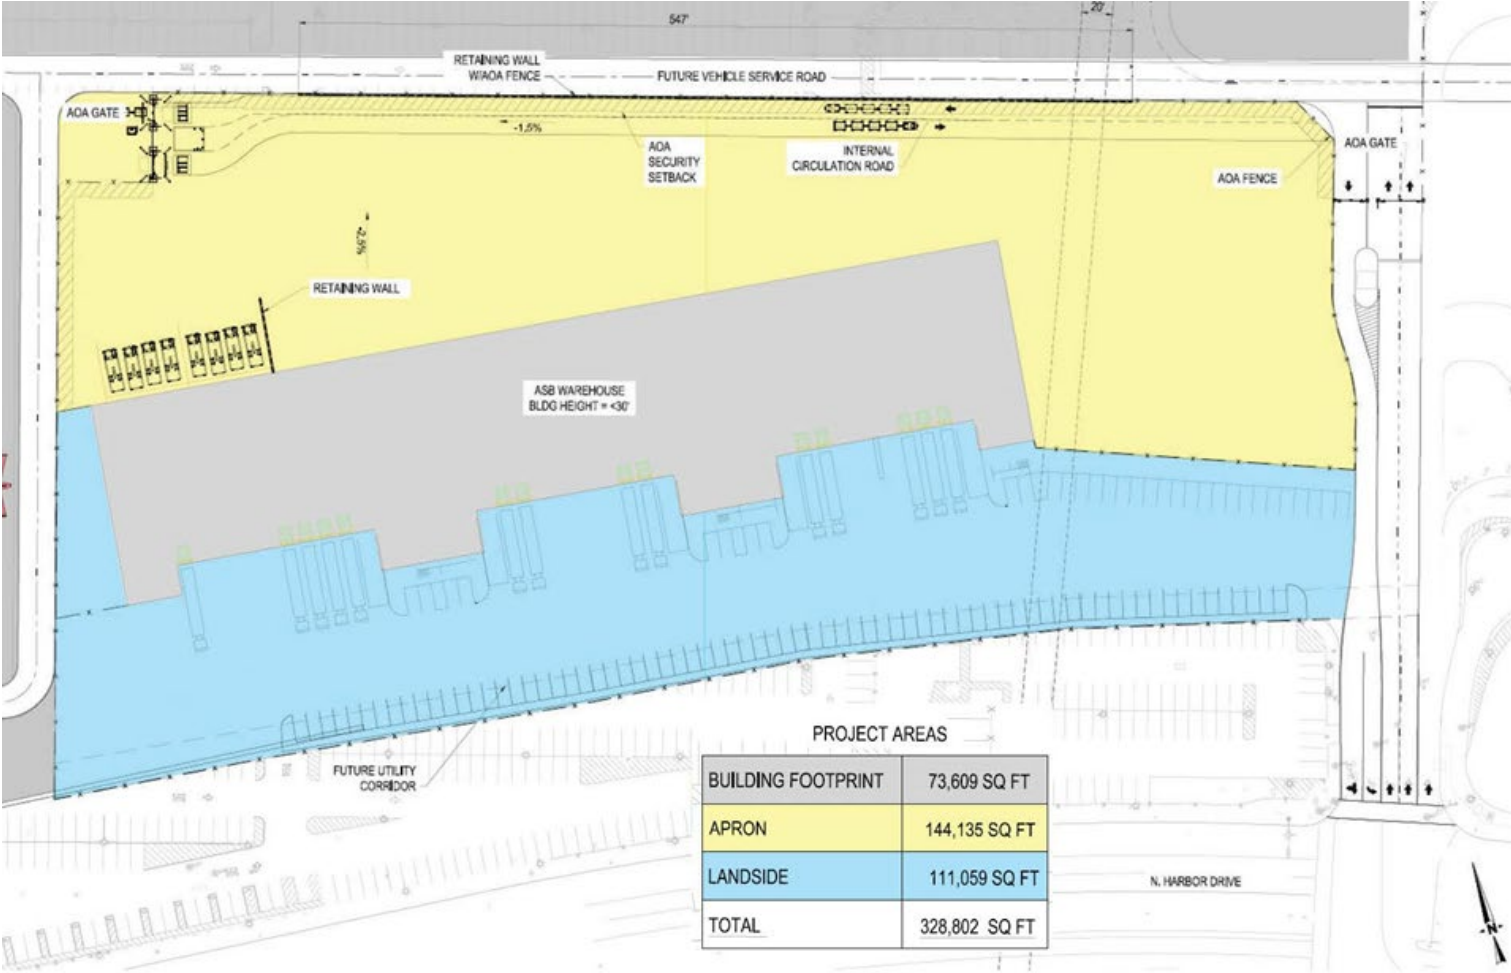 547'
20'
RETAINING WALL
W/AOA FENCE
FUTURE VEHICLE SERVICE ROAD
AOA GATE
-1.5%
AOA
SECURITY
SETBACK
INTERNAL
CIRCULATION ROAD
AOA GATE
AOA FENCE
-2.5%
RETAINING WALL
ASB WAREHOUSE
BLDG HEIGHT = <30'
FUTURE UTILITY
CORRIDOR
PROJECT AREAS
BUILDING FOOTPRINT 73,609 SQ FT
APRON 144,135 SQ FT
LANDSIDE 111,059 SQ FT
TOTAL 328,802 SQ FT
N. HARBOR DRIVE
-N-